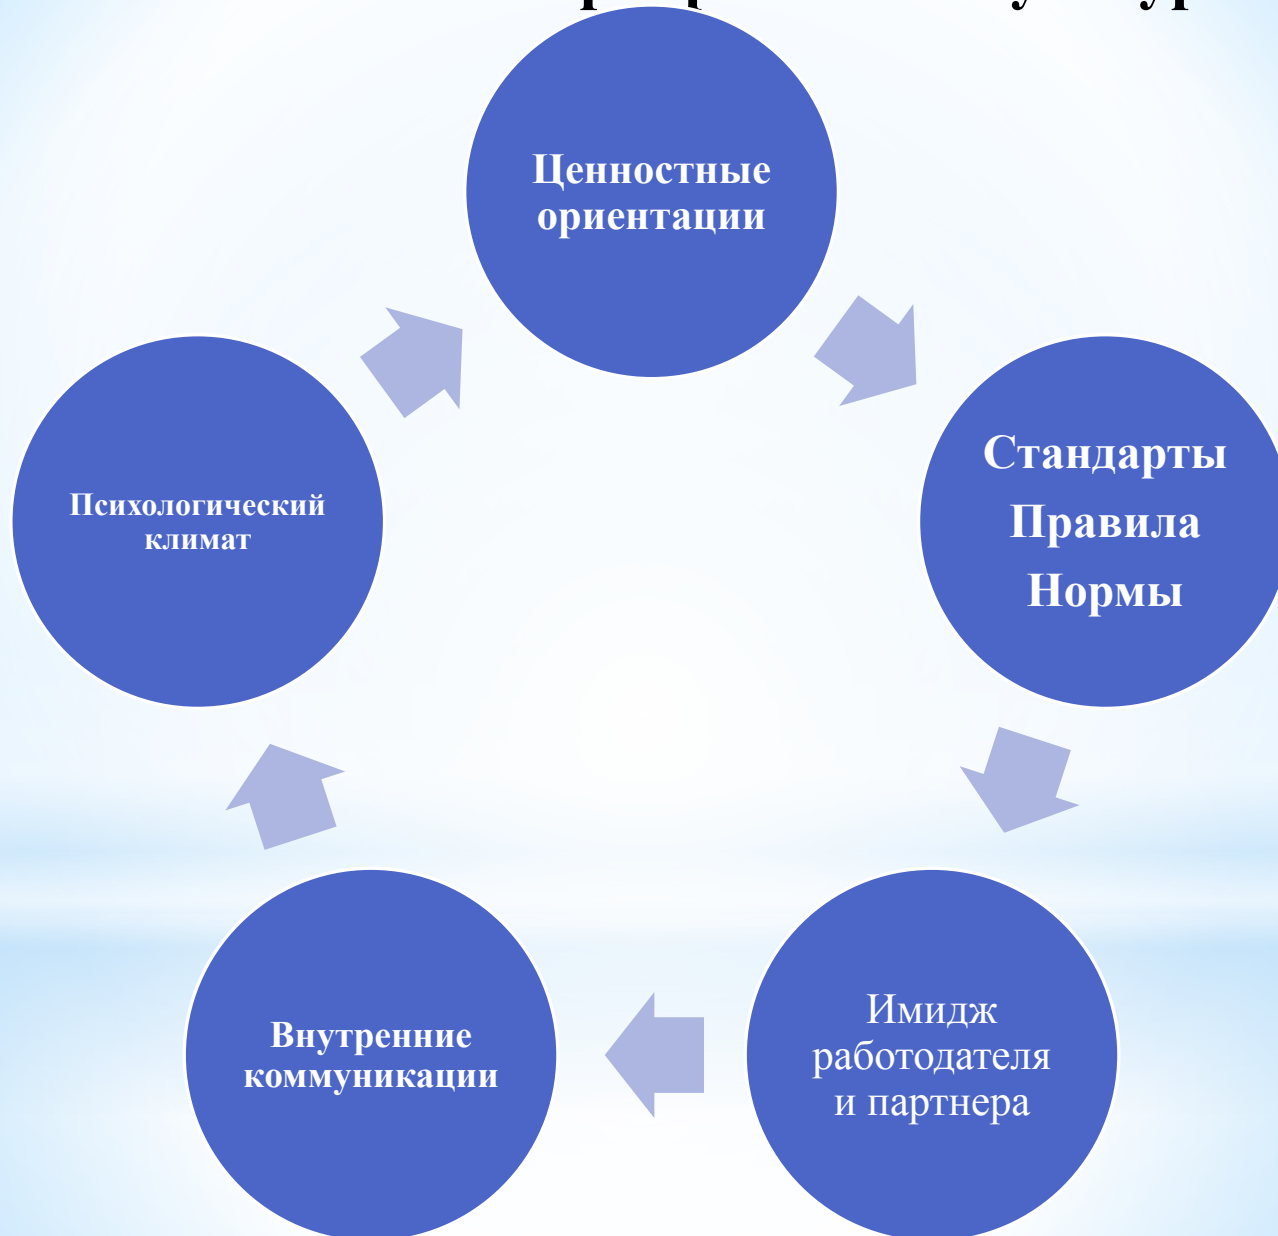 Ценностные
ориентации
Стандарты
Правила
Нормы
Психологический
климат
Имидж
работодателя
и партнера
Внутренние
коммуникации